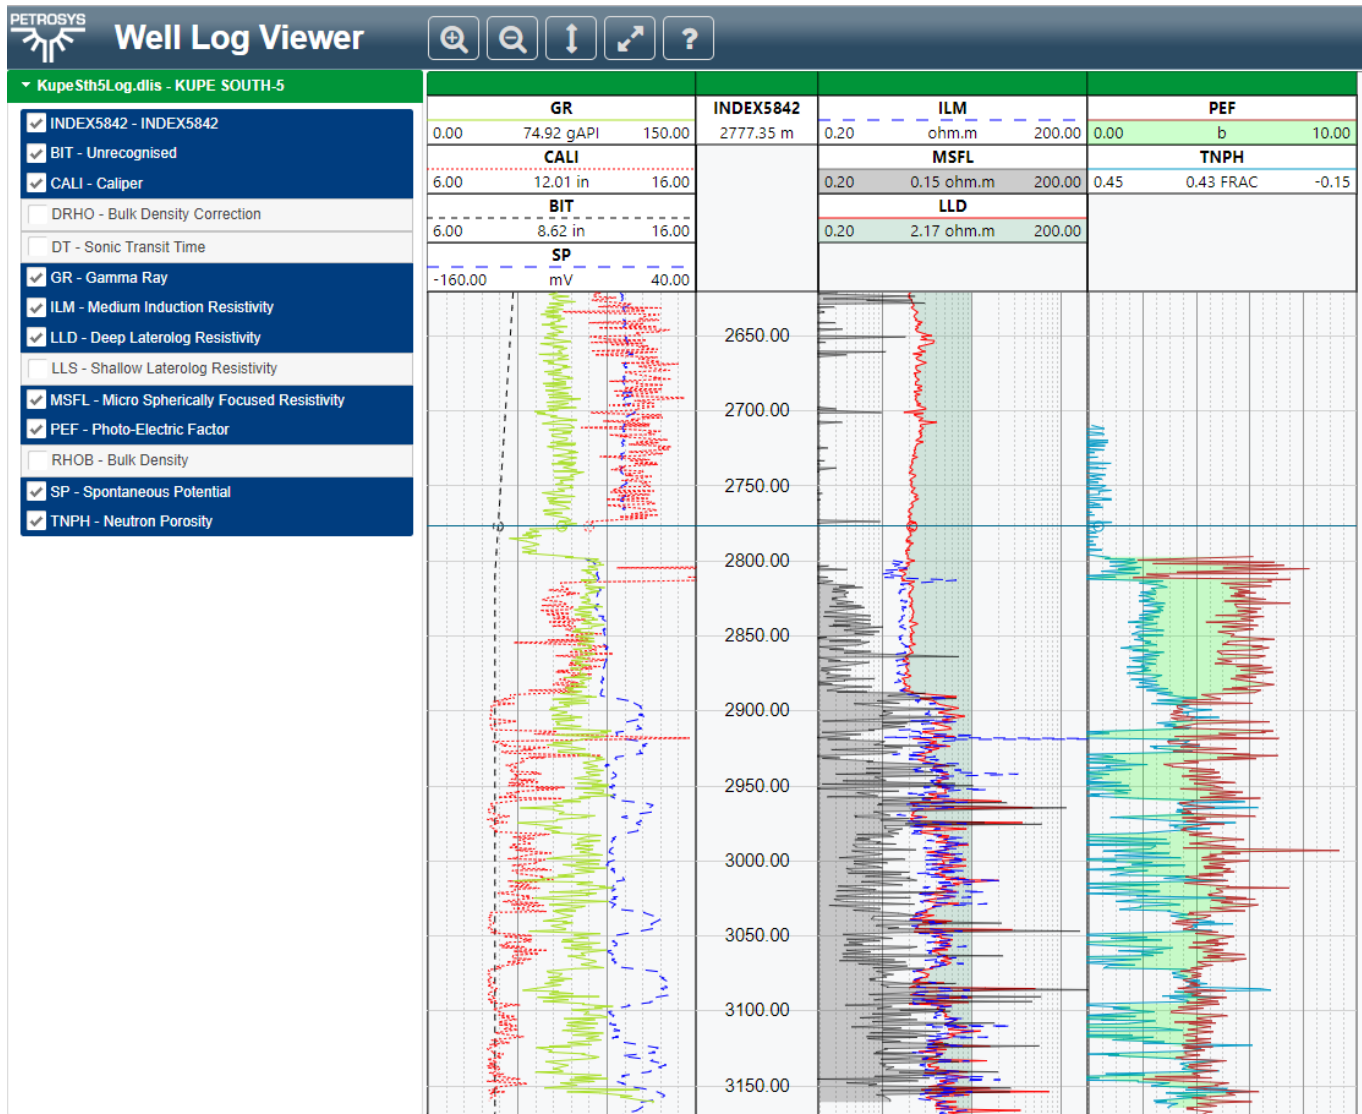 PETROSYS
Well Log Viewer
?
KupeSth5Log.dlis - KUPE SOUTH-5
INDEX5842 - INDEX5842
BIT - Unrecognised
CALI - Caliper
DRHO - Bulk Density Correction
DT - Sonic Transit Time
GR - Gamma Ray
ILM - Medium Induction Resistivity
LLD - Deep Laterolog Resistivity
LLS - Shallow Laterolog Resistivity
MSFL - Micro Spherically Focused Resistivity
PEF - Photo-Electric Factor
RHOB - Bulk Density
SP - Spontaneous Potential
TNPH - Neutron Porosity
GR
0.00 74.92 gAPI 150.00
CALI
6.00 12.01 in 16.00
BIT
6.00 8.62 in 16.00
SP
-160.00 mV 40.00
INDEX5842
2777.35 m
ILM
0.20 ohm.m 200.00
MSFL
0.20 0.15 ohm.m 200.00
LLD
0.20 2.17 ohm.m 200.00
PEF
0.00 b 10.00
TNPH
0.45 0.43 FRAC -0.15
2650.00
2700.00
2750.00
2800.00
2850.00
2900.00
2950.00
3000.00
3050.00
3100.00
3150.00